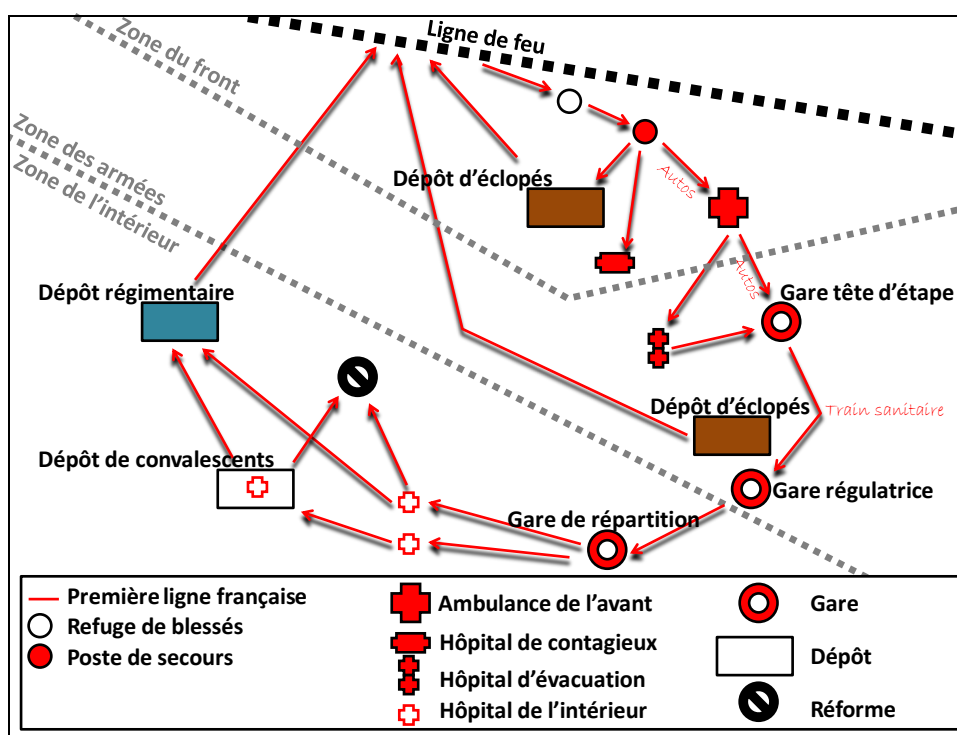 Ligne de feu
Zone du front
Zone des armées
Zone de l'intérieur
Dépôt d'éclopés
Autos
Autos
Dépôt régimentaire
Gare tête d'étape
Dépôt d'éclopés
Train sanitaire
Dépôt de convalescents
Gare régulatrice
Gare de répartition
Première ligne française
Refuge de blessés
Poste de secours
Ambulance de l'avant
Hôpital de contagieux
Hôpital d'évacuation
Hôpital de l'intérieur
Gare
Dépôt
Réforme